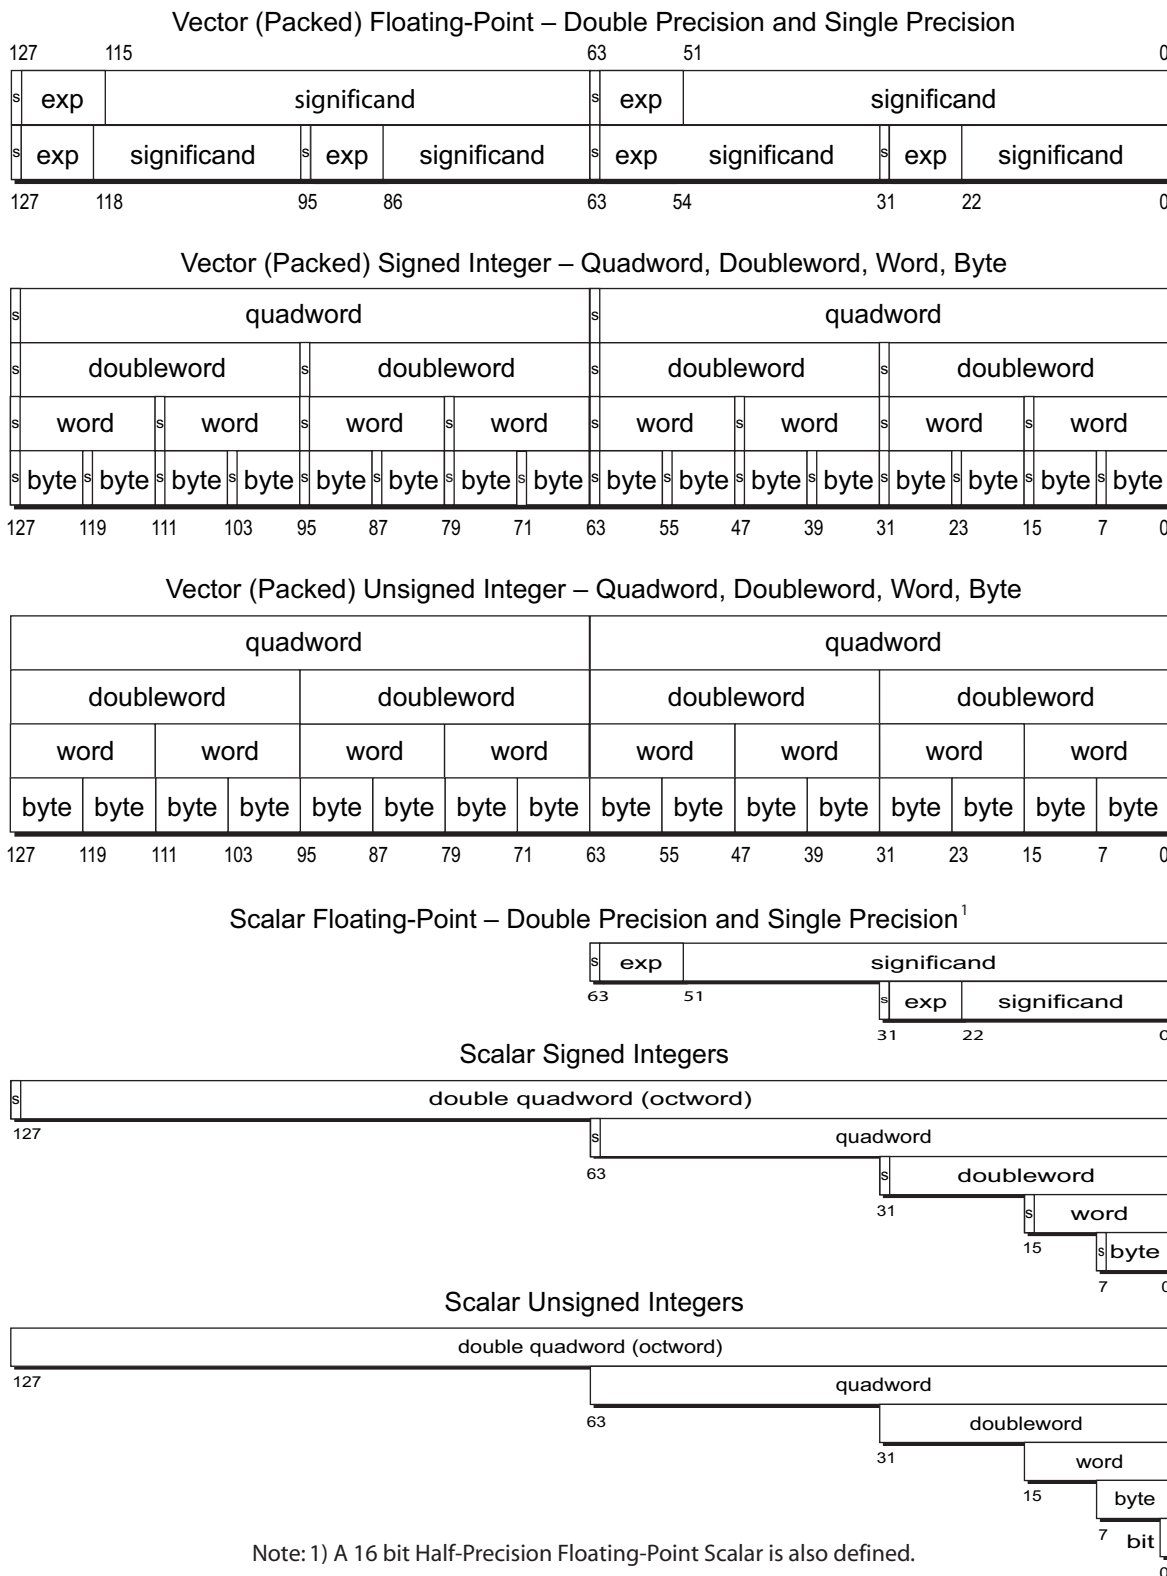 Vector (Packed) Floating-Point – Double Precision and Single Precision
127 115 63 51 0
s exp significand s exp significand
s exp significand s exp significand s exp significand s exp significand
127 118 95 86 63 54 31 22 0
Vector (Packed) Signed Integer – Quadword, Doubleword, Word, Byte
s quadword s quadword
s doubleword s doubleword s doubleword s doubleword
s word s word s word s word s word s word s word s word
s byte s byte s byte s byte s byte s byte s byte s byte s byte s byte s byte s byte s byte s byte s byte s byte
127 119 111 103 95 87 79 71 63 55 47 39 31 23 15 7 0
Vector (Packed) Unsigned Integer – Quadword, Doubleword, Word, Byte
quadword quadword
doubleword doubleword doubleword doubleword
word word word word word word word word
byte byte byte byte byte byte byte byte byte byte byte byte byte byte byte byte
127 119 111 103 95 87 79 71 63 55 47 39 31 23 15 7 0
Scalar Floating-Point – Double Precision and Single Precision¹
s exp significand
63 51
s exp significand
31 22 0
Scalar Signed Integers
s double quadword (octword)
127
s quadword
63
s doubleword
31
s word
15
s byte
7 0
Scalar Unsigned Integers
double quadword (octword)
127
quadword
63
doubleword
31
word
15
byte
7
bit
0
Note: 1) A 16 bit Half-Precision Floating-Point Scalar is also defined.